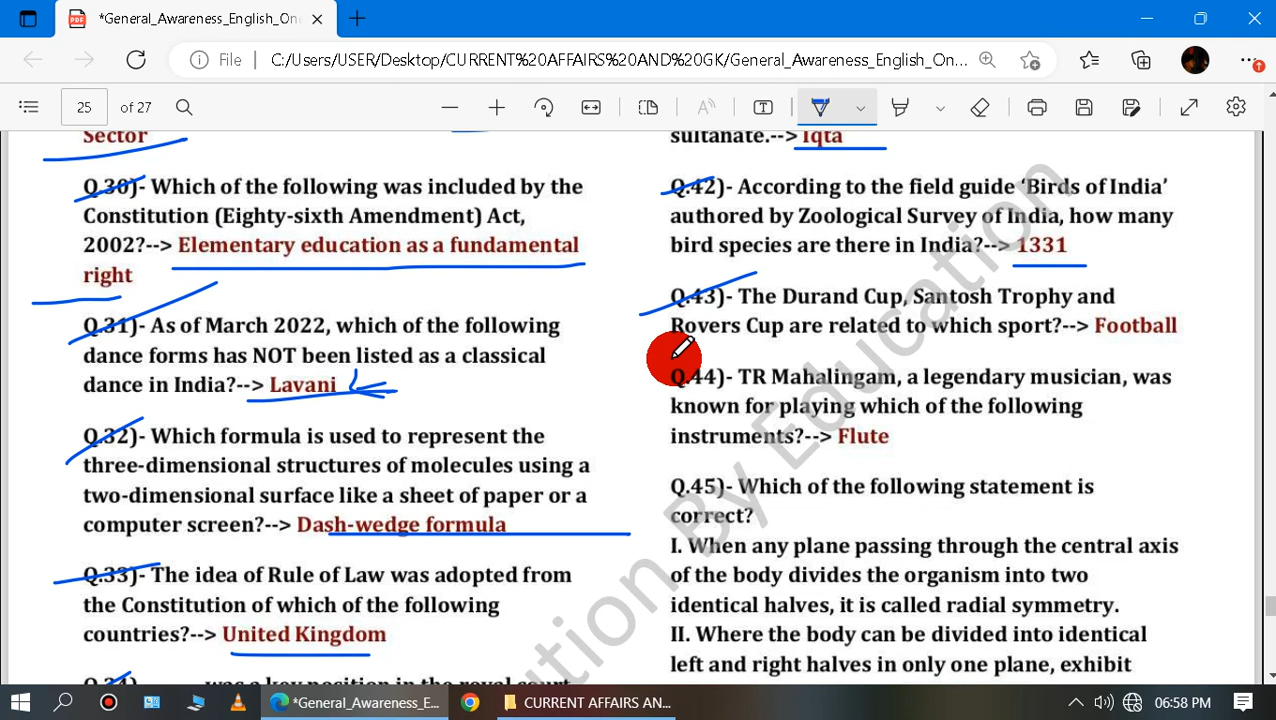 *General_Awareness_English_On
File
C:/Users/USER/Desktop/CURRENT%20AFFAIRS%20AND%20GK/General_Awareness_English_On...
25 of 27
Sector
Q.30)- Which of the following was included by the
Constitution (Eighty-sixth Amendment) Act,
2002?--> Elementary education as a fundamental
right
Q.31)- As of March 2022, which of the following
dance forms has NOT been listed as a classical
dance in India?--> Lavani
Q.32)- Which formula is used to represent the
three-dimensional structures of molecules using a
two-dimensional surface like a sheet of paper or a
computer screen?--> Dash-wedge formula
Q.33)- The idea of Rule of Law was adopted from
the Constitution of which of the following
countries?--> United Kingdom
Q.34)- was a key position in the royal court
sultanate.--> Iqta
Q.42)- According to the field guide ‘Birds of India’
authored by Zoological Survey of India, how many
bird species are there in India?--> 1331
Q.43)- The Durand Cup, Santosh Trophy and
Rovers Cup are related to which sport?--> Football
Q.44)- TR Mahalingam, a legendary musician, was
known for playing which of the following
instruments?--> Flute
Q.45)- Which of the following statement is
correct?
I. When any plane passing through the central axis
of the body divides the organism into two
identical halves, it is called radial symmetry.
II. Where the body can be divided into identical
left and right halves in only one plane, exhibit
ution By Education
*General_Awareness_E...
CURRENT AFFAIRS AN...
06:58 PM